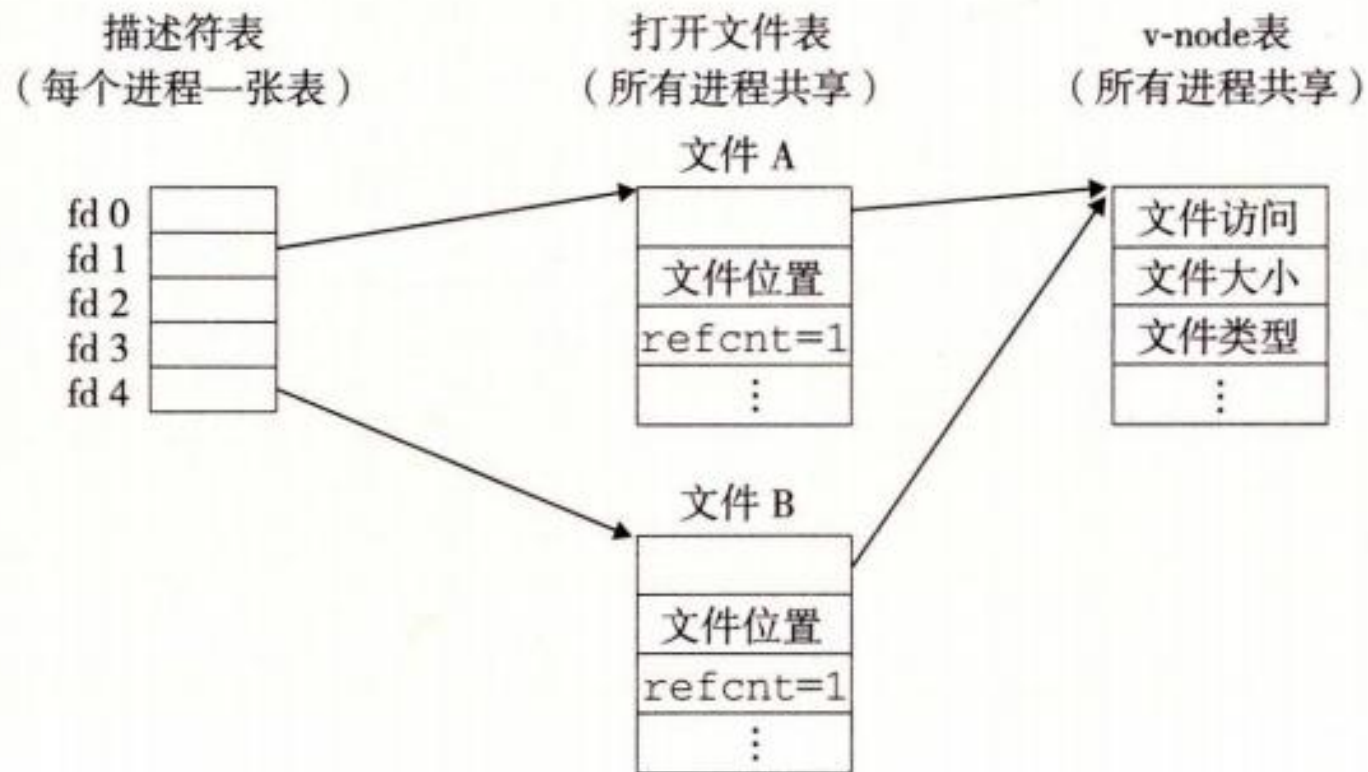 描述符表
（每个进程一张表）
打开文件表
（所有进程共享）
v-node表
（所有进程共享）
文件 A
fd 0
fd 1
fd 2
fd 3
fd 4
文件位置
refcnt=1
⋮
文件访问
文件大小
文件类型
⋮
文件 B
文件位置
refcnt=1
⋮